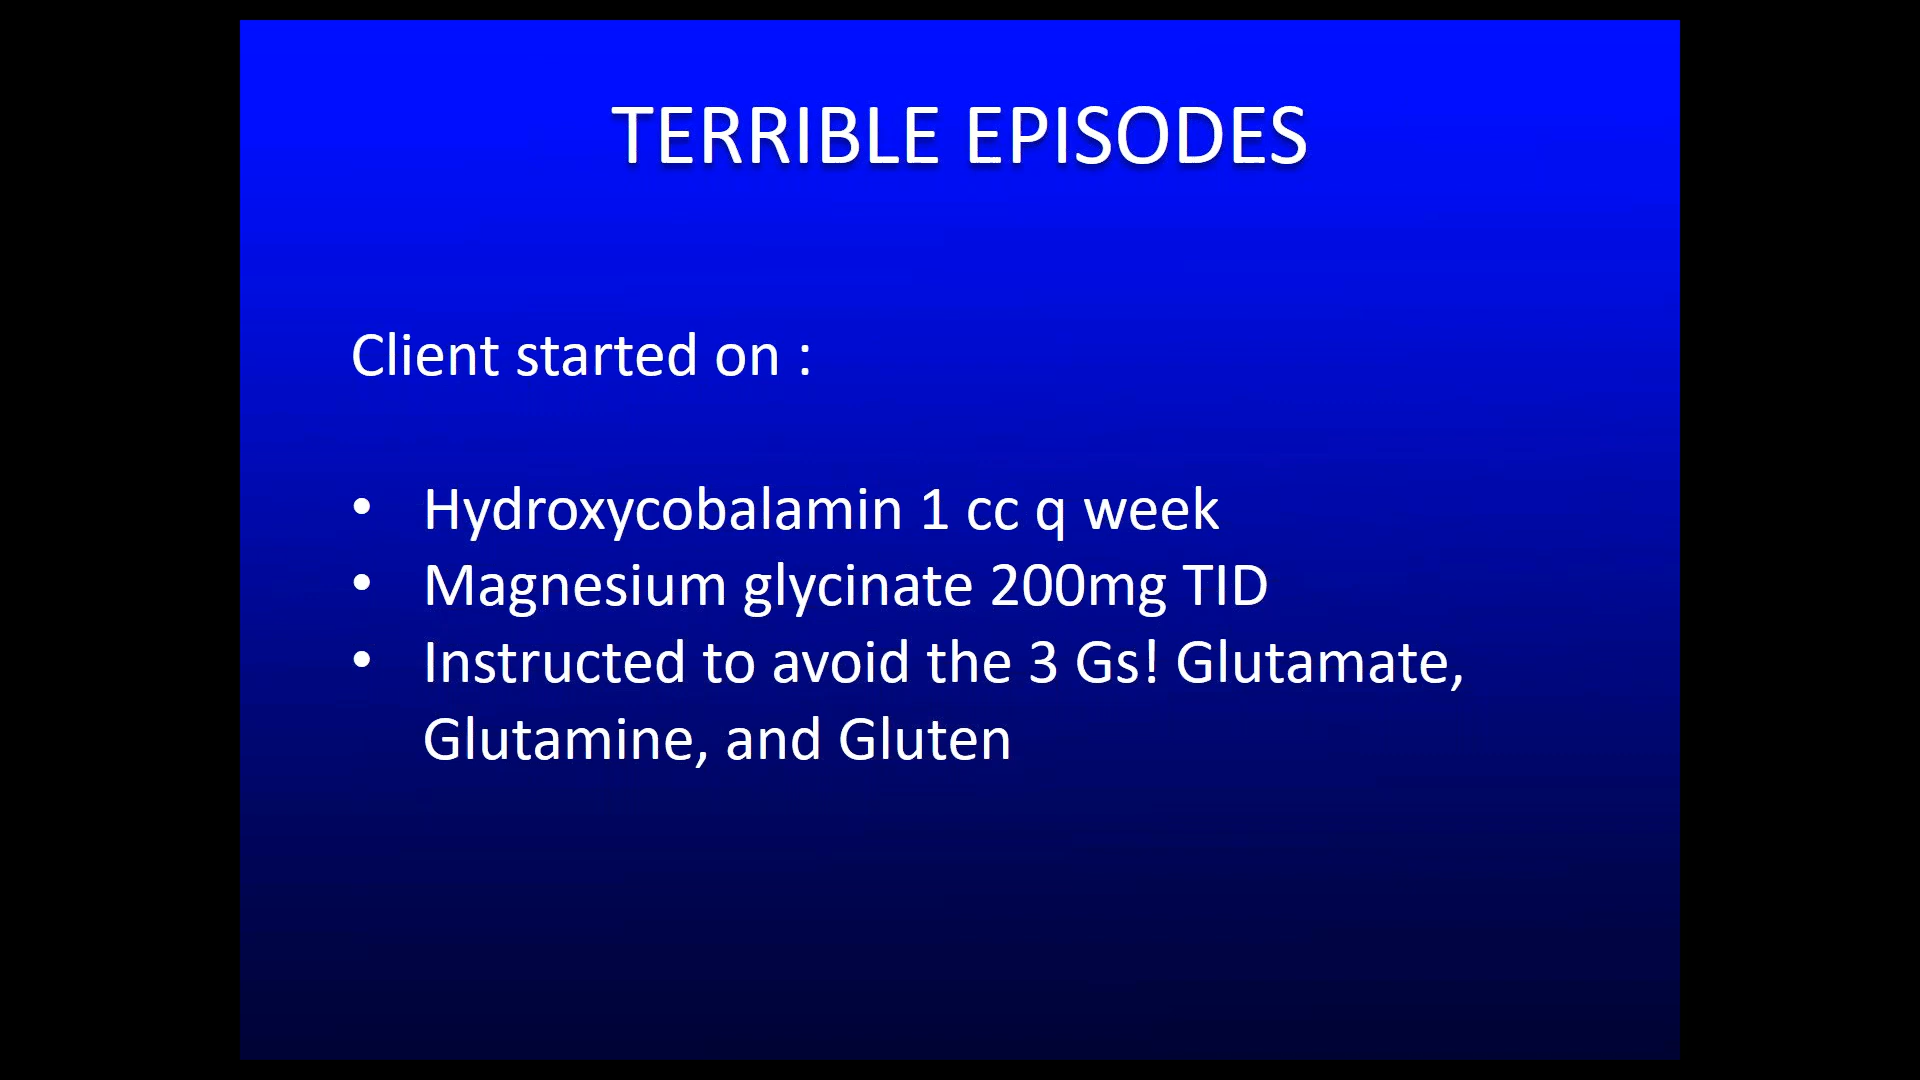 TERRIBLE EPISODES
Client started on :
• Hydroxycobalamin 1 cc q week
• Magnesium glycinate 200mg TID
• Instructed to avoid the 3 Gs! Glutamate,
Glutamine, and Gluten